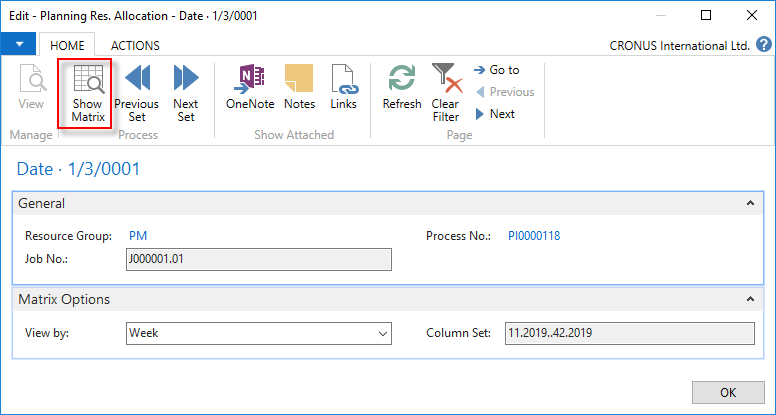 Edit - Planning Res. Allocation - Date · 1/3/0001
HOME
ACTIONS
CRONUS International Ltd.
?
View
Show
Matrix
Previous
Set
Next
Set
OneNote
Notes
Links
Refresh
Clear
Filter
Go to
Previous
Next
Manage
Process
Show Attached
Page
Date · 1/3/0001
General
Resource Group:
PM
Process No.:
PI0000118
Job No.:
J000001.01
Matrix Options
View by:
Week
Column Set:
11.2019..42.2019
OK